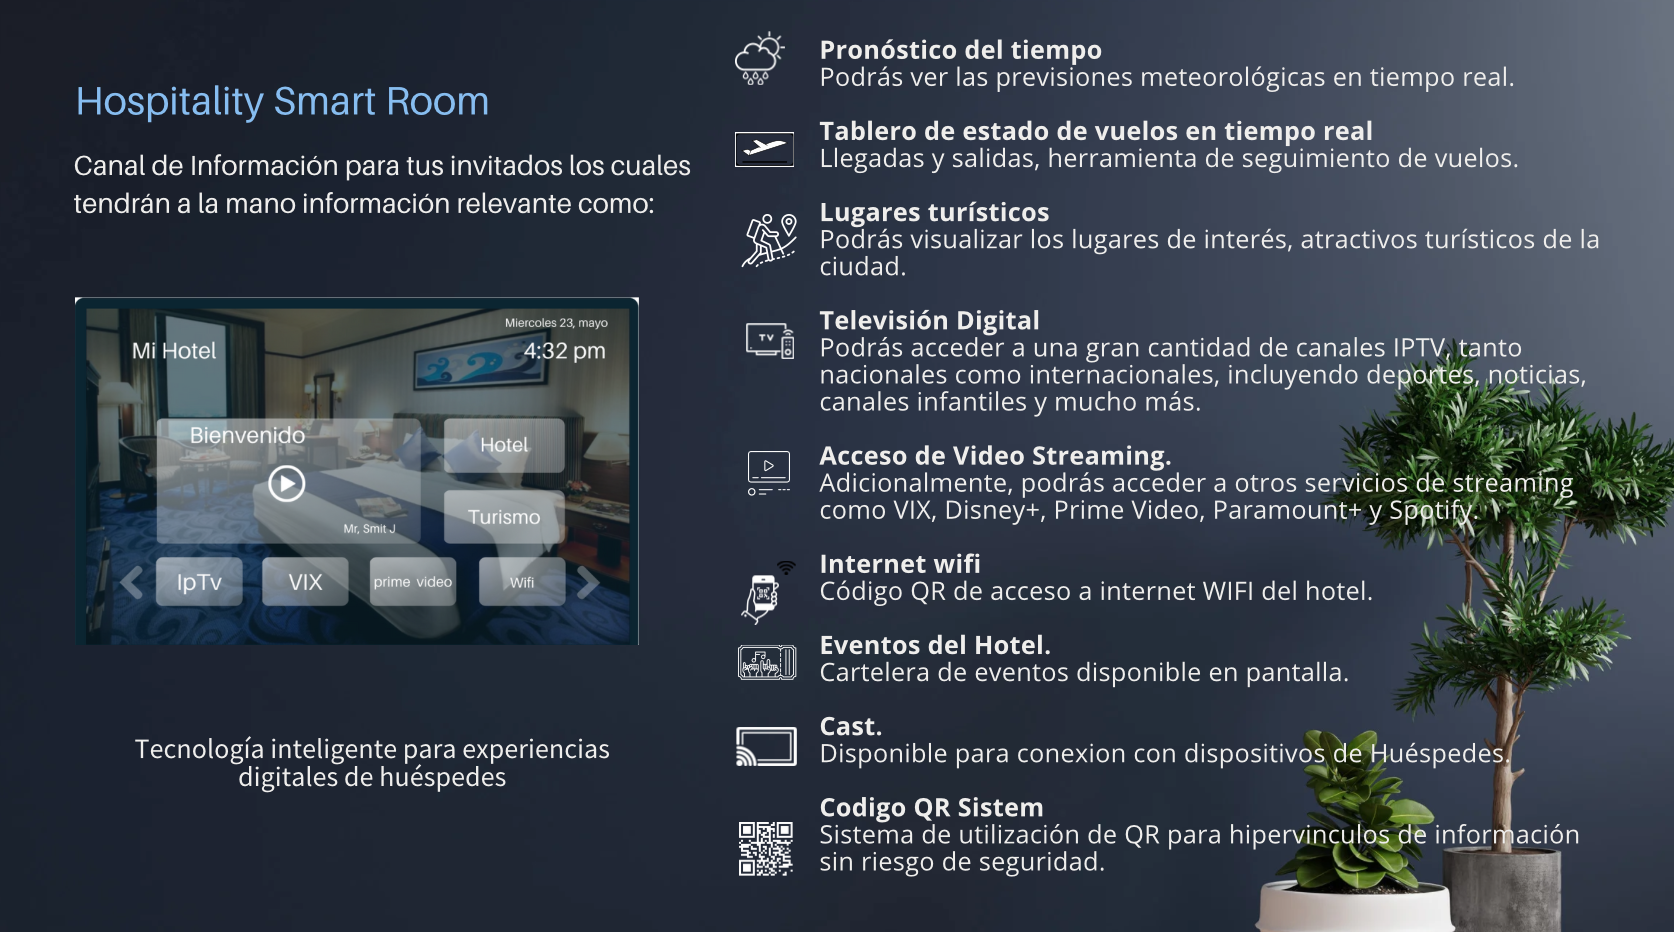 Hospitality Smart Room
Canal de Información para tus invitados los cuales
tendrán a la mano información relevante como:
Miercoles 23, mayo
Mi Hotel
4:32 pm
Bienvenido
Mr, Smit J
Hotel
Turismo
IpTv
VIX
prime video
Wifi
Tecnología inteligente para experiencias
digitales de huéspedes
Pronóstico del tiempo
Podrás ver las previsiones meteorológicas en tiempo real.
Tablero de estado de vuelos en tiempo real
Llegadas y salidas, herramienta de seguimiento de vuelos.
Lugares turísticos
Podrás visualizar los lugares de interés, atractivos turísticos de la
ciudad.
TV
Televisión Digital
Podrás acceder a una gran cantidad de canales IPTV, tanto
nacionales como internacionales, incluyendo deportes, noticias,
canales infantiles y mucho más.
Acceso de Video Streaming.
Adicionalmente, podrás acceder a otros servicios de streaming
como VIX, Disney+, Prime Video, Paramount+ y Spotify.
Internet wifi
Código QR de acceso a internet WIFI del hotel.
Eventos del Hotel.
Cartelera de eventos disponible en pantalla.
Cast.
Disponible para conexion con dispositivos de Huéspedes.
Codigo QR Sistem
Sistema de utilización de QR para hipervinculos de información
sin riesgo de seguridad.